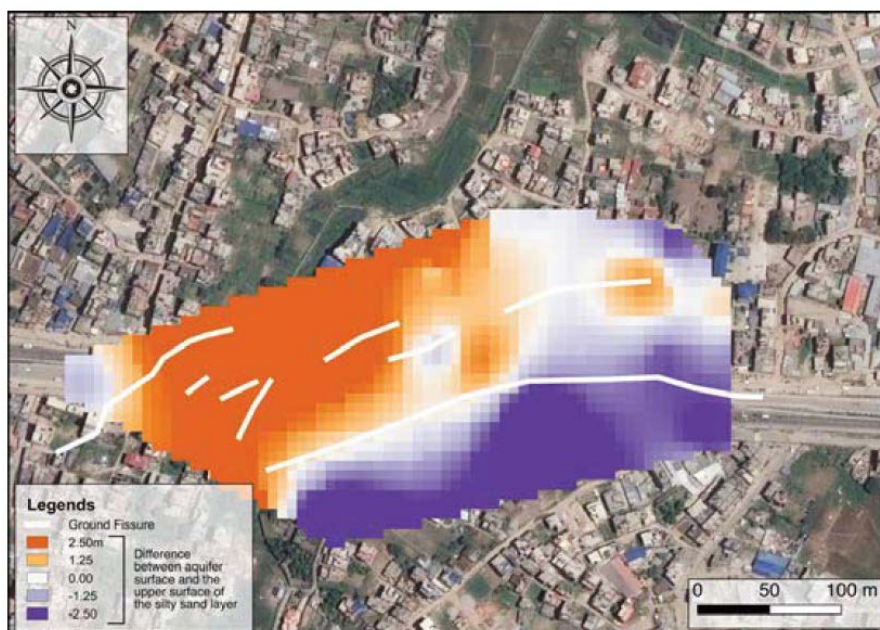 N
Legends
Ground Fissure
2.50m
1.25
0.00
-1.25
-2.50
Difference
between aquifer
surface and the
upper surface of
the silty sand layer
0 50 100 m